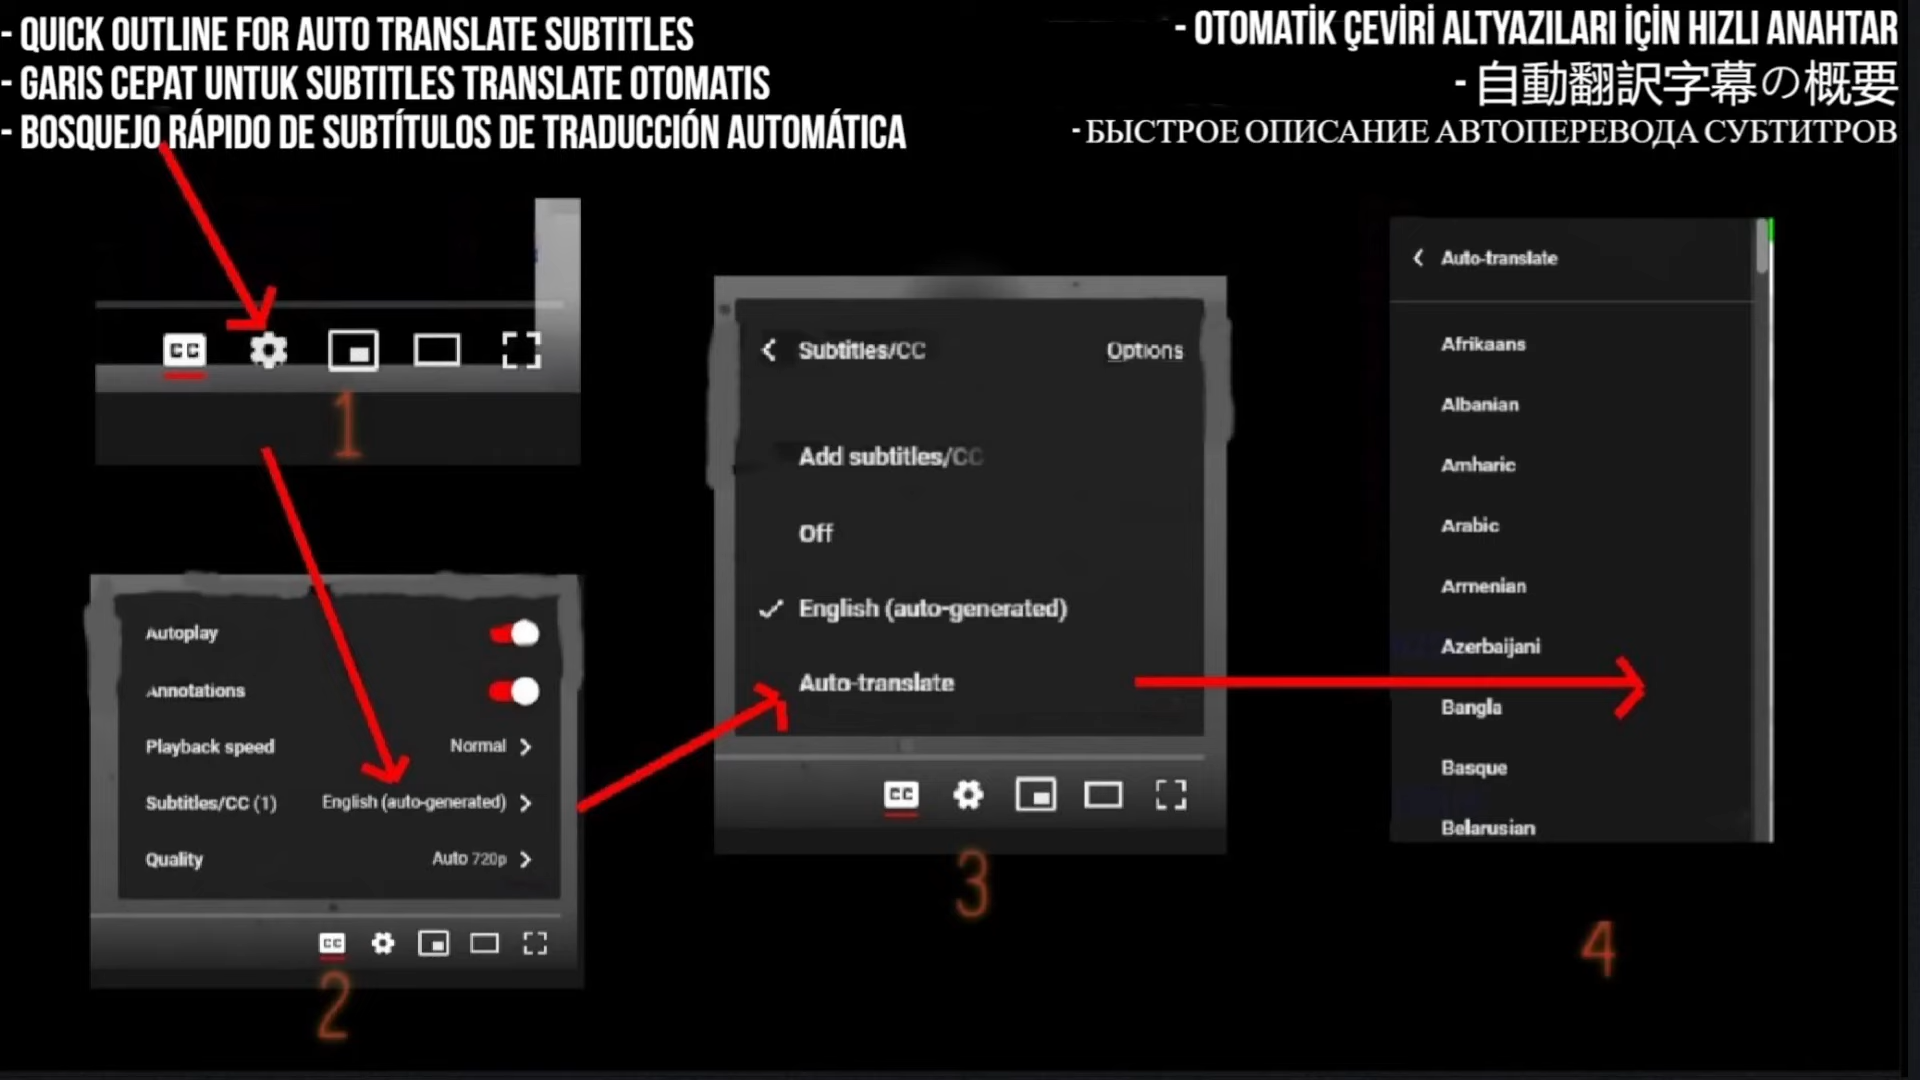 - QUICK OUTLINE FOR AUTO TRANSLATE SUBTITLES
- GARIS CEPAT UNTUK SUBTITLES TRANSLATE OTOMATIS
- BOSQUEJO RÁPIDO DE SUBTÍTULOS DE TRADUCCIÓN AUTOMÁTICA
- OTOMATİK ÇEVİRİ ALTYAZILARI İÇİN HIZLI ANAHTAR
- 自動翻訳字幕の概要
- БЫСТРОЕ ОПИСАНИЕ АВТОПЕРЕВОДА СУБТИТРОВ
CC
1
Autoplay
Annotations
Playback speed Normal
Subtitles/CC (1) English (auto-generated)
Quality Auto 720p
CC
2
Subtitles/CC Options
Add subtitles/CC
Off
English (auto-generated)
Auto-translate
CC
3
Auto-translate
Afrikaans
Albanian
Amharic
Arabic
Armenian
Azerbaijani
Bangla
Basque
Belarusian
4